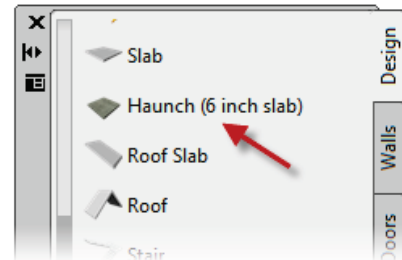 Slab
Haunch (6 inch slab)
Roof Slab
Roof
Stair
Design
Walls
Doors